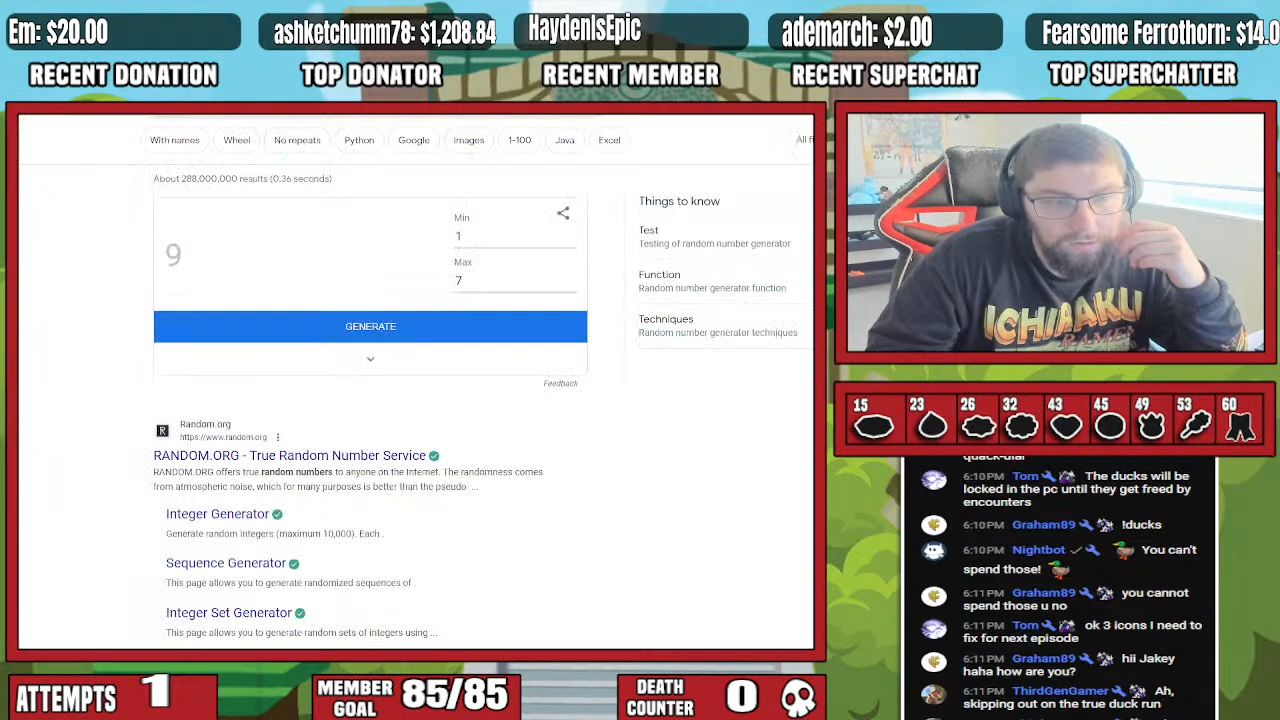 Em: $20.00
ashketchumm78: $1,208.84
HaydenIsEpic
ademarch: $2.00
Fearsome Ferrothorn: $14.0
RECENT DONATION
TOP DONATOR
RECENT MEMBER
RECENT SUPERCHAT
TOP SUPERCHATTER
With names
Wheel
No repeats
Python
Google
Images
1-100
Java
Excel
All fi
About 288,000,000 results (0.36 seconds)
9
Min
1
Max
7
GENERATE
Feedback
Things to know
Test
Testing of random number generator
Function
Random number generator function
Techniques
Random number generator techniques
Random.org
https://www.random.org
RANDOM.ORG - True Random Number Service
RANDOM.ORG offers true random numbers to anyone on the Internet. The randomness comes
from atmospheric noise, which for many purposes is better than the pseudo- ...
Integer Generator
Generate random integers (maximum 10,000). Each .
Sequence Generator
This page allows you to generate randomized sequences of .
Integer Set Generator
This page allows you to generate random sets of integers using ...
ICHIRAKU
RAMEN
15
23
26
32
43
45
49
53
60
quack-dial
6:10PM Tom The ducks will be
locked in the pc until they get freed by
encounters
6:10PM Graham89 !ducks
6:10PM Nightbot You can't
spend those!
6:11PM Graham89 you cannot
spend those u no
6:11PM Tom ok 3 icons I need to
fix for next episode
6:11PM Graham89 hii Jakey
haha how are you?
6:11PM ThirdGenGamer Ah,
skipping out on the true duck run
ATTEMPTS 1
MEMBER
GOAL
85/85
DEATH
COUNTER
0